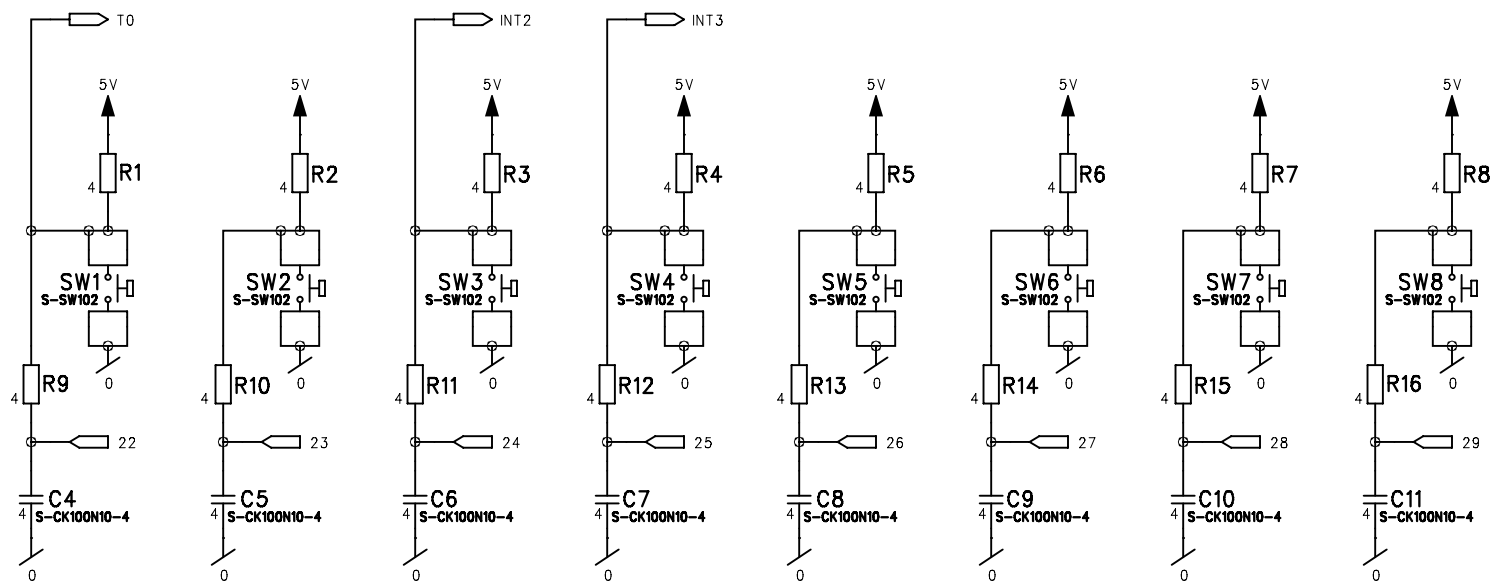 T0 INT2 INT3
5V 5V 5V 5V 5V 5V 5V 5V
R1 R2 R3 R4 R5 R6 R7 R8
4 4 4 4 4 4 4 4
SW1 SW2 SW3 SW4 SW5 SW6 SW7 SW8
S-SW102 S-SW102 S-SW102 S-SW102 S-SW102 S-SW102 S-SW102 S-SW102
0 0 0 0 0 0 0 0
R9 R10 R11 R12 R13 R14 R15 R16
4 4 4 4 4 4 4 4
22 23 24 25 26 27 28 29
C4 C5 C6 C7 C8 C9 C10 C11
4 S-CK100N10-4 4 S-CK100N10-4 4 S-CK100N10-4 4 S-CK100N10-4 4 S-CK100N10-4 4 S-CK100N10-4 4 S-CK100N10-4 4 S-CK100N10-4
0 0 0 0 0 0 0 0